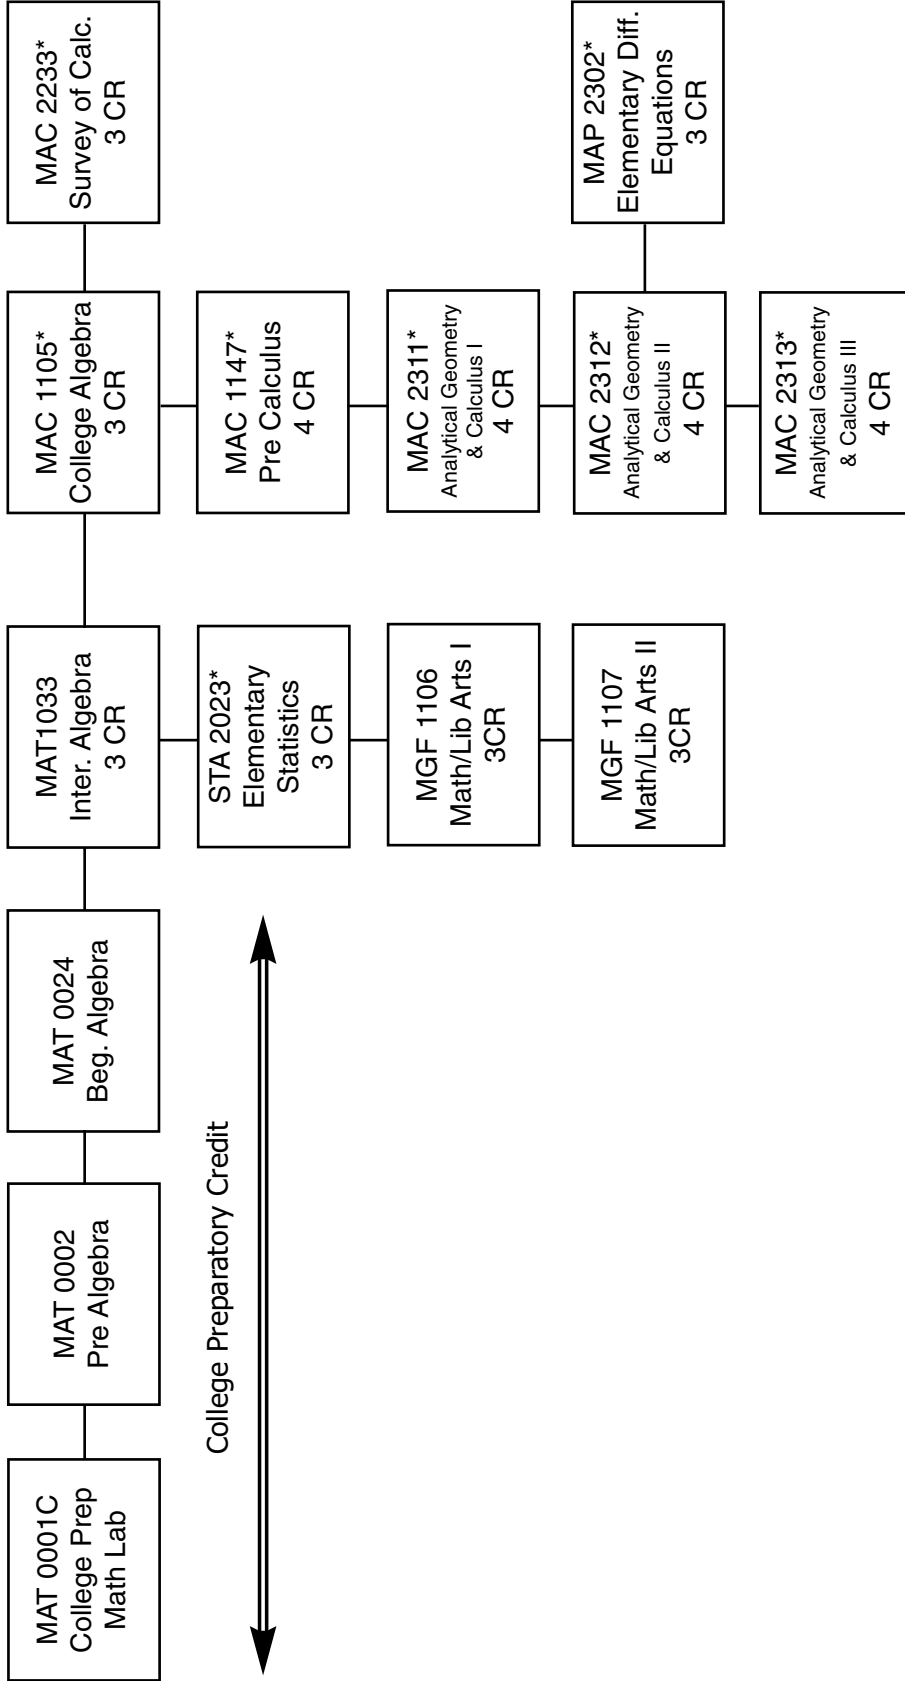 MAT 0001C
College Prep
Math Lab
MAT 0002
Pre Algebra
MAT 0024
Beg. Algebra
MAT1033
Inter. Algebra
3 CR
MAC 1105*
College Algebra
3 CR
MAC 2233*
Survey of Calc.
3 CR
College Preparatory Credit
STA 2023*
Elementary
Statistics
3 CR
MAC 1147*
Pre Calculus
4 CR
MGF 1106
Math/Lib Arts I
3CR
MAC 2311*
Analytical Geometry
& Calculus I
4 CR
MGF 1107
Math/Lib Arts II
3CR
MAC 2312*
Analytical Geometry
& Calculus II
4 CR
MAP 2302*
Elementary Diff.
Equations
3 CR
MAC 2313*
Analytical Geometry
& Calculus III
4 CR